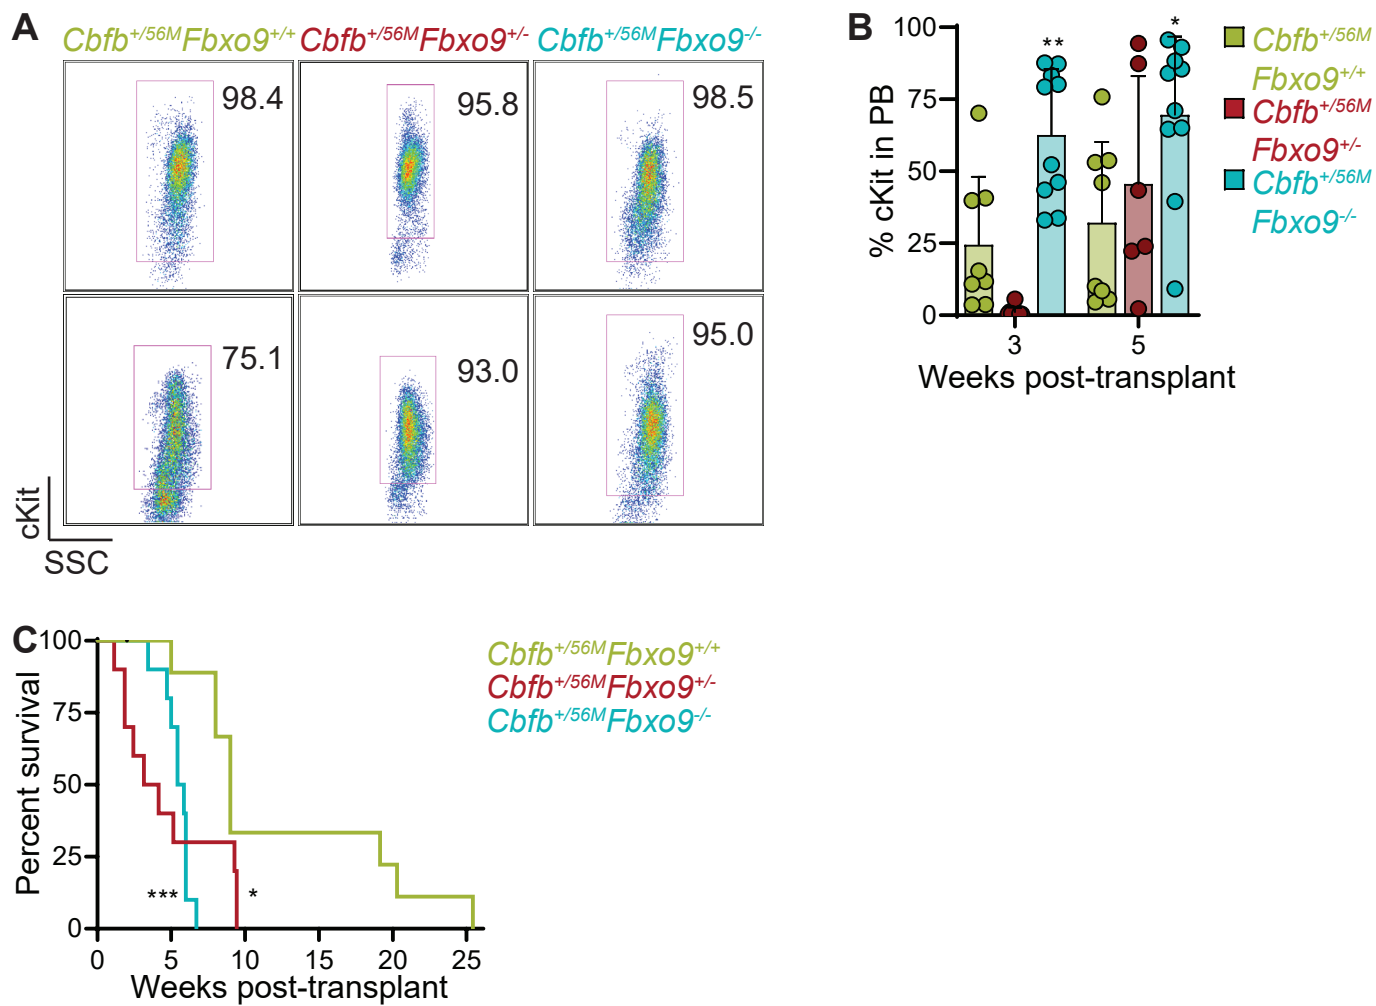 A
Cbfb+/56MFbxo9+/+ Cbfb+/56MFbxo9+/- Cbfb+/56MFbxo9-/-
98.4
95.8
98.5
75.1
93.0
95.0
cKit
SSC
B
% cKit in PB
100
75
50
25
0
**
*
3
5
Weeks post-transplant
Cbfb+/56M
Fbxo9+/+
Cbfb+/56M
Fbxo9+/-
Cbfb+/56M
Fbxo9-/-
C
Percent survival
100
75
50
25
0
***
*
0 5 10 15 20 25
Weeks post-transplant
Cbfb+/56MFbxo9+/+
Cbfb+/56MFbxo9+/-
Cbfb+/56MFbxo9-/-